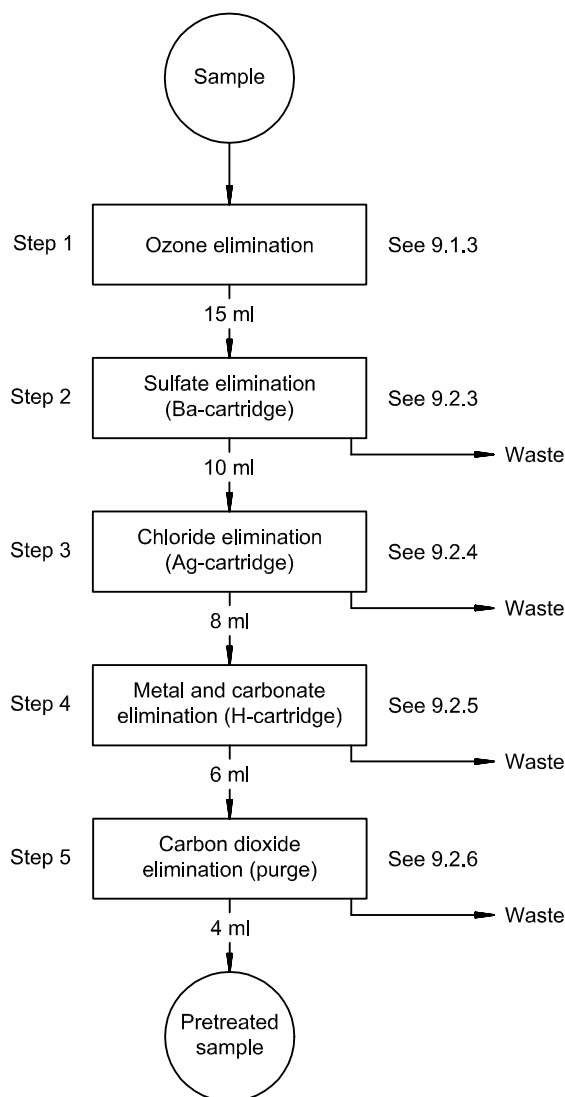 Sample
Step 1
Ozone elimination
See 9.1.3
15 ml
Step 2
Sulfate elimination
(Ba-cartridge)
See 9.2.3
Waste
10 ml
Step 3
Chloride elimination
(Ag-cartridge)
See 9.2.4
Waste
8 ml
Step 4
Metal and carbonate
elimination (H-cartridge)
See 9.2.5
Waste
6 ml
Step 5
Carbon dioxide
elimination (purge)
See 9.2.6
Waste
4 ml
Pretreated
sample